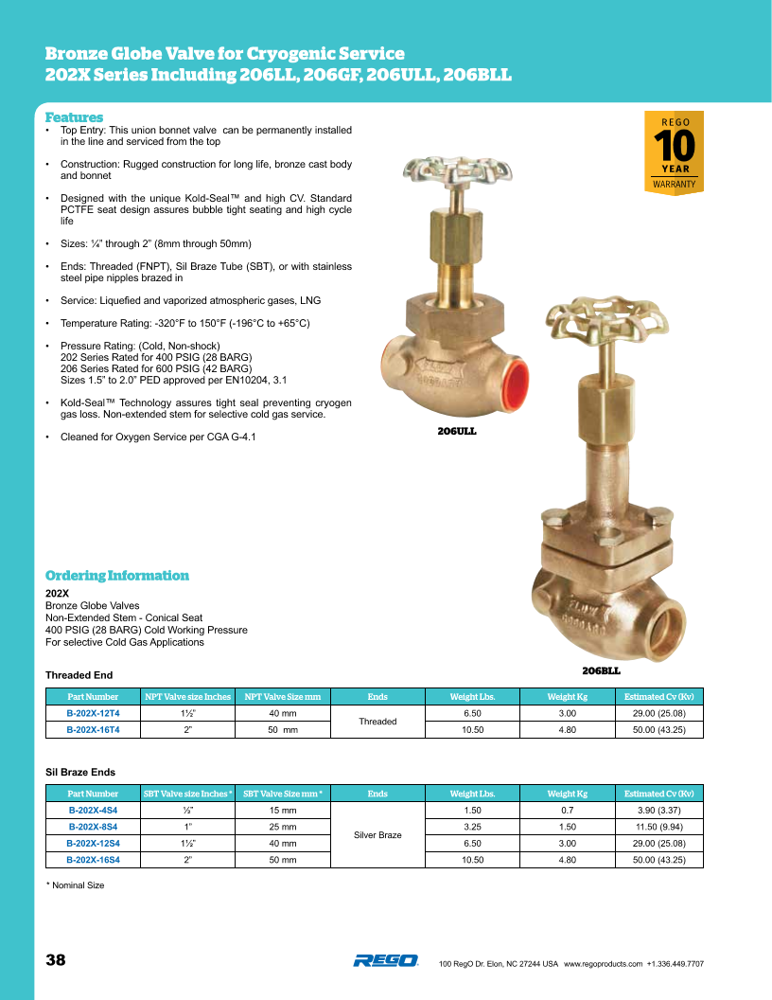 Bronze Globe Valve for Cryogenic Service
202X Series Including 206LL, 206GF, 206ULL, 206BLL
Features
• Top Entry: This union bonnet valve can be permanently installed
in the line and serviced from the top
• Construction: Rugged construction for long life, bronze cast body
and bonnet
• Designed with the unique Kold-Seal™ and high CV. Standard
PCTFE seat design assures bubble tight seating and high cycle
life
• Sizes: ¼” through 2” (8mm through 50mm)
• Ends: Threaded (FNPT), Sil Braze Tube (SBT), or with stainless
steel pipe nipples brazed in
• Service: Liquefied and vaporized atmospheric gases, LNG
• Temperature Rating: -320°F to 150°F (-196°C to +65°C)
• Pressure Rating: (Cold, Non-shock)
202 Series Rated for 400 PSIG (28 BARG)
206 Series Rated for 600 PSIG (42 BARG)
Sizes 1.5” to 2.0” PED approved per EN10204, 3.1
• Kold-Seal™ Technology assures tight seal preventing cryogen
gas loss. Non-extended stem for selective cold gas service.
• Cleaned for Oxygen Service per CGA G-4.1
REGO
10
YEAR
WARRANTY
FLOW
206ULL
FLOW
206BLL
Ordering Information
202X
Bronze Globe Valves
Non-Extended Stem - Conical Seat
400 PSIG (28 BARG) Cold Working Pressure
For selective Cold Gas Applications
Threaded End
Part Number NPT Valve size Inches NPT Valve Size mm Ends Weight Lbs. Weight Kg Estimated Cv (Kv)
B-202X-12T4 1½” 40 mm Threaded 6.50 3.00 29.00 (25.08)
B-202X-16T4 2” 50 mm 10.50 4.80 50.00 (43.25)
Sil Braze Ends
Part Number SBT Valve size Inches * SBT Valve Size mm * Ends Weight Lbs. Weight Kg Estimated Cv (Kv)
B-202X-4S4 ½” 15 mm Silver Braze 1.50 0.7 3.90 (3.37)
B-202X-8S4 1” 25 mm 3.25 1.50 11.50 (9.94)
B-202X-12S4 1½” 40 mm 6.50 3.00 29.00 (25.08)
B-202X-16S4 2” 50 mm 10.50 4.80 50.00 (43.25)
* Nominal Size
38
REGO
100 RegO Dr. Elon, NC 27244 USA www.regoproducts.com +1.336.449.7707